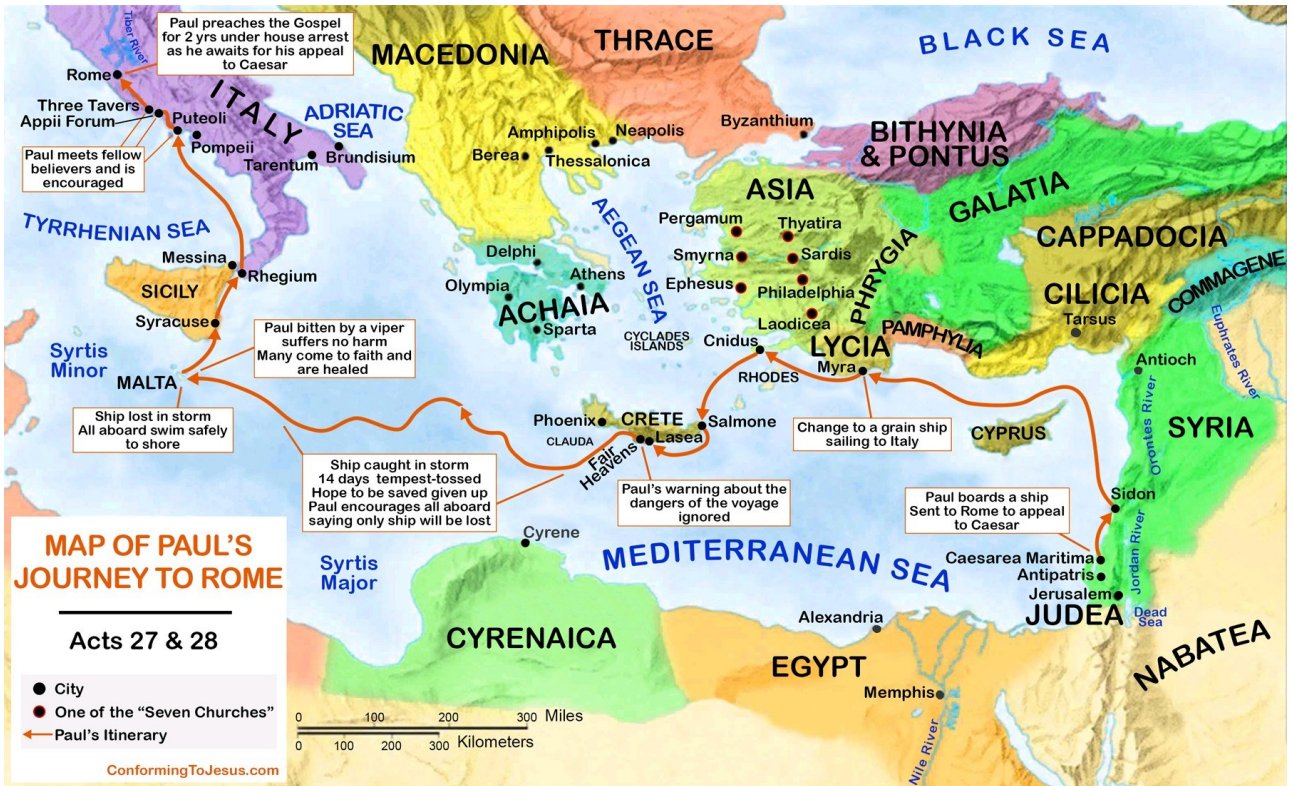 Tiber River
Paul preaches the Gospel
for 2 yrs under house arrest
as he awaits for his appeal
to Caesar
MACEDONIA
THRACE
BLACK SEA
Rome
ITALY
Three Tavers
Appii Forum
Puteoli
Pompeii
ADRIATIC
SEA
Tarentum
Brundisium
Paul meets fellow
believers and is
encouraged
Amphipolis
Neapolis
Berea
Thessalonica
Byzanthium
BITHYNIA
& PONTUS
ASIA
GALATIA
TYRRHENIAN SEA
AEGEAN SEA
Pergamum
Thyatira
Smyrna
Sardis
Ephesus
Philadelphia
Laodicea
PHRYGIA
CAPPADOCIA
COMMAGENE
CILICIA
Tarsus
Euphrates River
Messina
Rhegium
SICILY
Syracuse
Delphi
Athens
Olympia
ACHAIA
Sparta
CYCLADES
ISLANDS
Cnidus
LYCIA
PAMPHYLIA
Myra
RHODES
Antioch
Orontes River
SYRIA
Syrtis
Minor
MALTA
Paul bitten by a viper
suffers no harm
Many come to faith and
are healed
Ship lost in storm
All aboard swim safely
to shore
Phoenix
CRETE
Salmone
CLAUDA
Lasea
Fair
Heavens
Change to a grain ship
sailing to Italy
CYPRUS
Ship caught in storm
14 days tempest-tossed
Hope to be saved given up
Paul encourages all aboard
saying only ship will be lost
Paul's warning about the
dangers of the voyage
ignored
Paul boards a ship
Sent to Rome to appeal
to Caesar
Sidon
Caesarea Maritima
Antipatris
Jerusalem
JUDEA
Jordan River
Dead
Sea
NABATEA
Cyrene
Syrtis
Major
MEDITERRANEAN SEA
CYRENAICA
Alexandria
EGYPT
Memphis
Nile River
MAP OF PAUL'S
JOURNEY TO ROME
Acts 27 & 28
City
One of the “Seven Churches”
Paul's Itinerary
ConformingToJesus.com
0 100 200 300 Miles
0 100 200 300 Kilometers